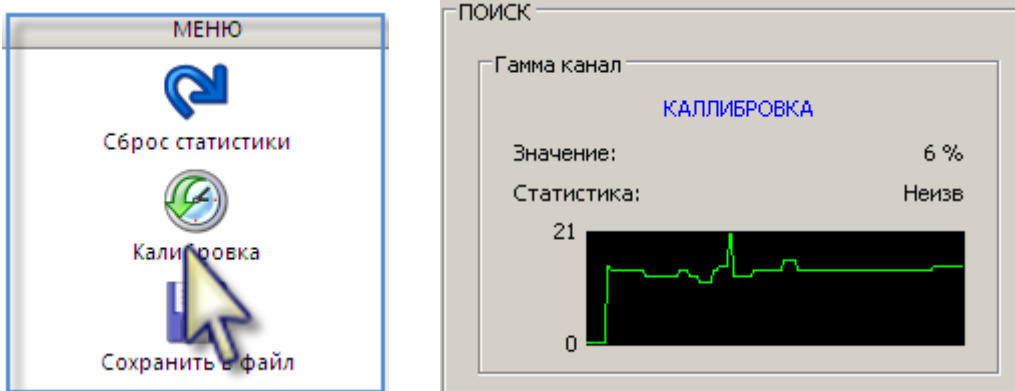 МЕНЮ
Сброс статистики
Калибровка
Сохранить в файл
ПОИСК
Гамма канал
КАЛЛИБРОВКА
Значение: 6 %
Статистика: Неизв
21
0